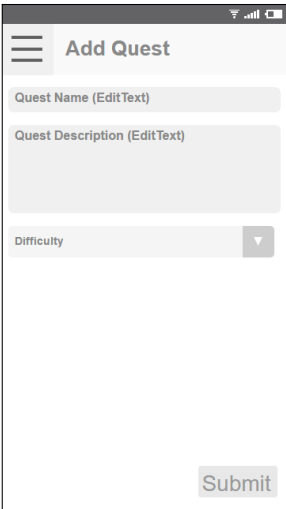 Add Quest
Quest Name (EditText)
Quest Description (EditText)
Difficulty
Submit